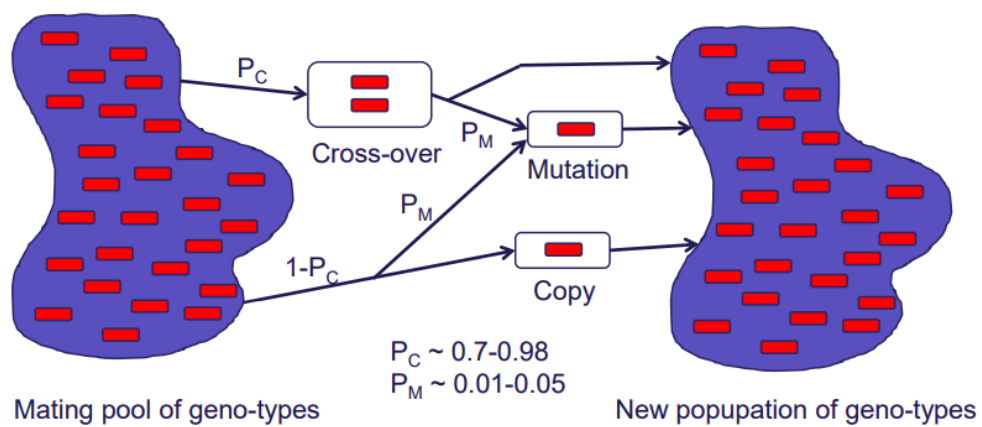 P_C
Cross-over
P_M
Mutation
P_M
1-P_C
Copy
P_C ~ 0.7-0.98
P_M ~ 0.01-0.05
Mating pool of geno-types
New popupation of geno-types